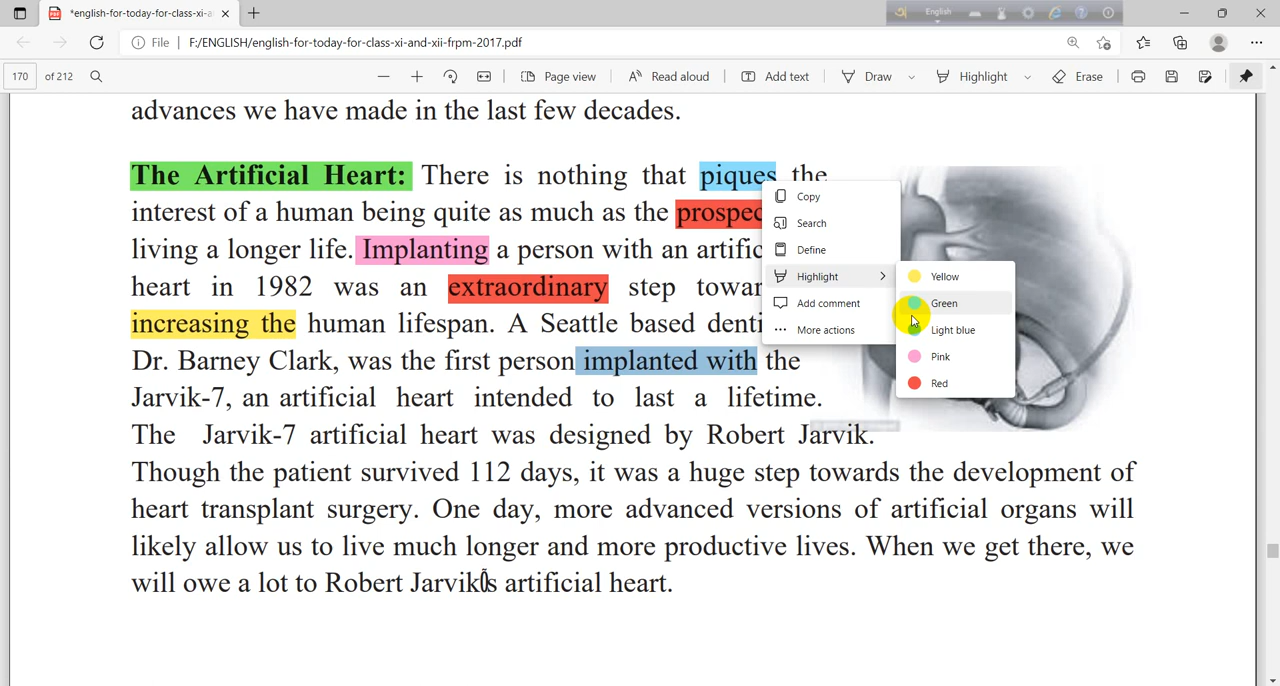 *english-for-today-for-class-xi-a
English
File
F:/ENGLISH/english-for-today-for-class-xi-and-xii-frpm-2017.pdf
170 of 212
Page view
Read aloud
Add text
Draw
Highlight
Erase
advances we have made in the last few decades.
The Artificial Heart: There is nothing that piques the
interest of a human being quite as much as the prospec
living a longer life. Implanting a person with an artific
heart in 1982 was an extraordinary step towar
increasing the human lifespan. A Seattle based denti
Dr. Barney Clark, was the first person implanted with the
Jarvik-7, an artificial heart intended to last a lifetime.
The Jarvik-7 artificial heart was designed by Robert Jarvik.
Though the patient survived 112 days, it was a huge step towards the development of
heart transplant surgery. One day, more advanced versions of artificial organs will
likely allow us to live much longer and more productive lives. When we get there, we
will owe a lot to Robert Jarvik's artificial heart.
Copy
Search
Define
Highlight
Add comment
More actions
Yellow
Green
Light blue
Pink
Red